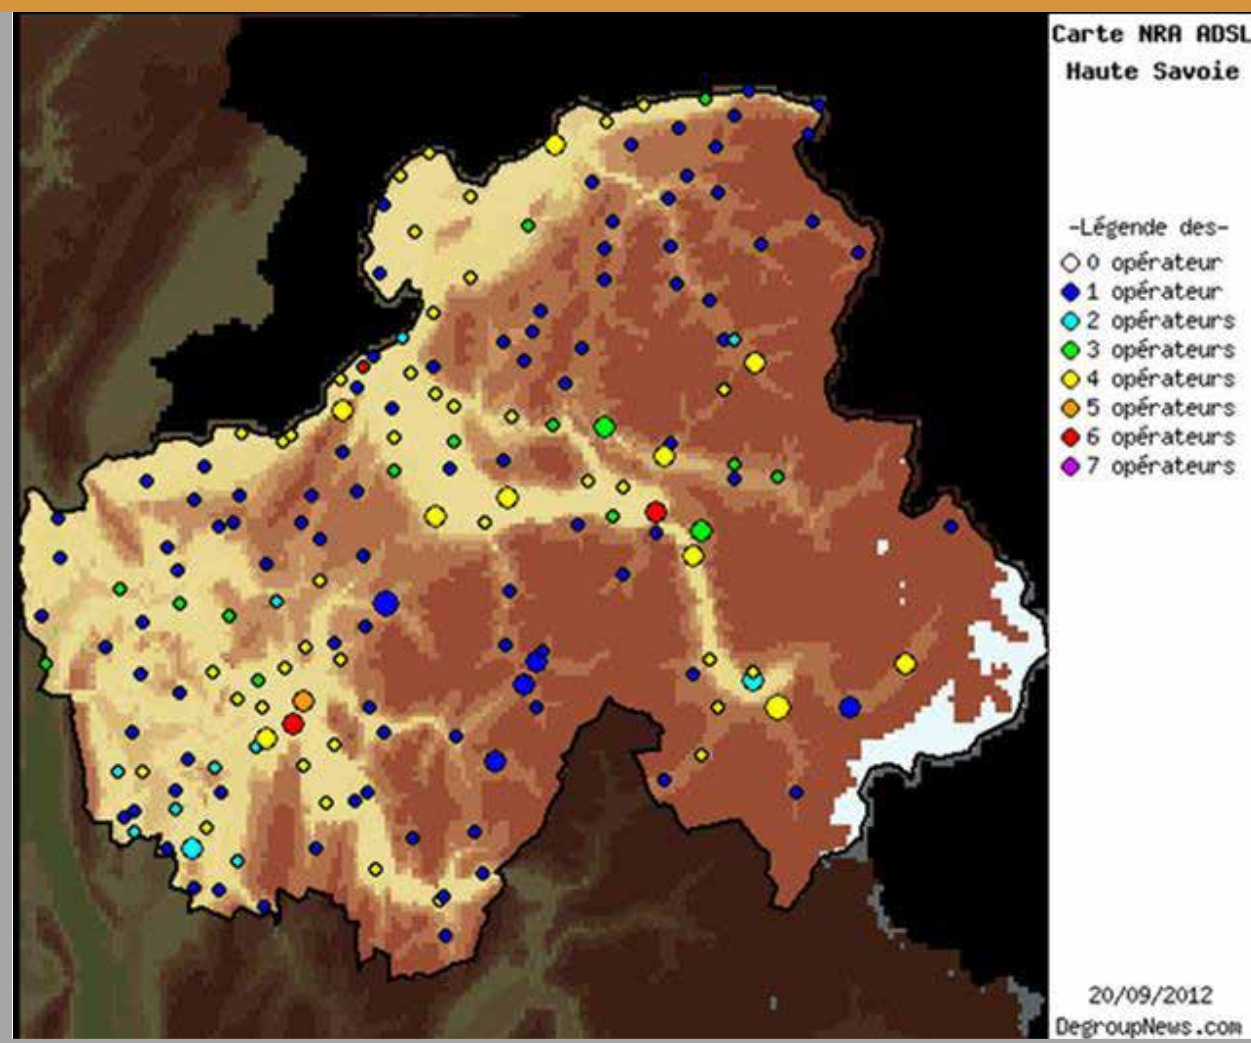 Carte NRA ADSL
Haute Savoie
-Légende des-
0 opérateur
1 opérateur
2 opérateurs
3 opérateurs
4 opérateurs
5 opérateurs
6 opérateurs
7 opérateurs
20/09/2012
DegroupNews.com